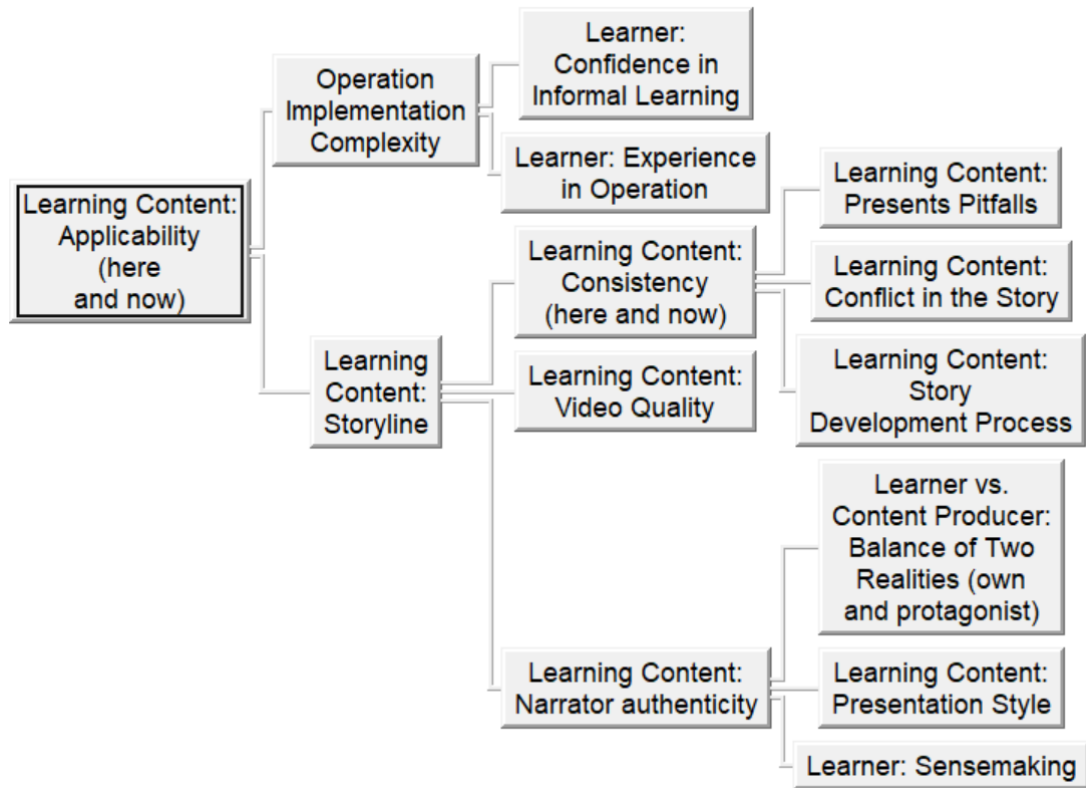 Learning Content:
Applicability
(here
and now)
Operation
Implementation
Complexity
Learner:
Confidence in
Informal Learning
Learner: Experience
in Operation
Learning
Content:
Storyline
Learning Content:
Consistency
(here and now)
Learning Content:
Presents Pitfalls
Learning Content:
Conflict in the Story
Learning Content:
Story
Development Process
Learning Content:
Video Quality
Learning Content:
Narrator authenticity
Learner vs.
Content Producer:
Balance of Two
Realities (own
and protagonist)
Learning Content:
Presentation Style
Learner: Sensemaking